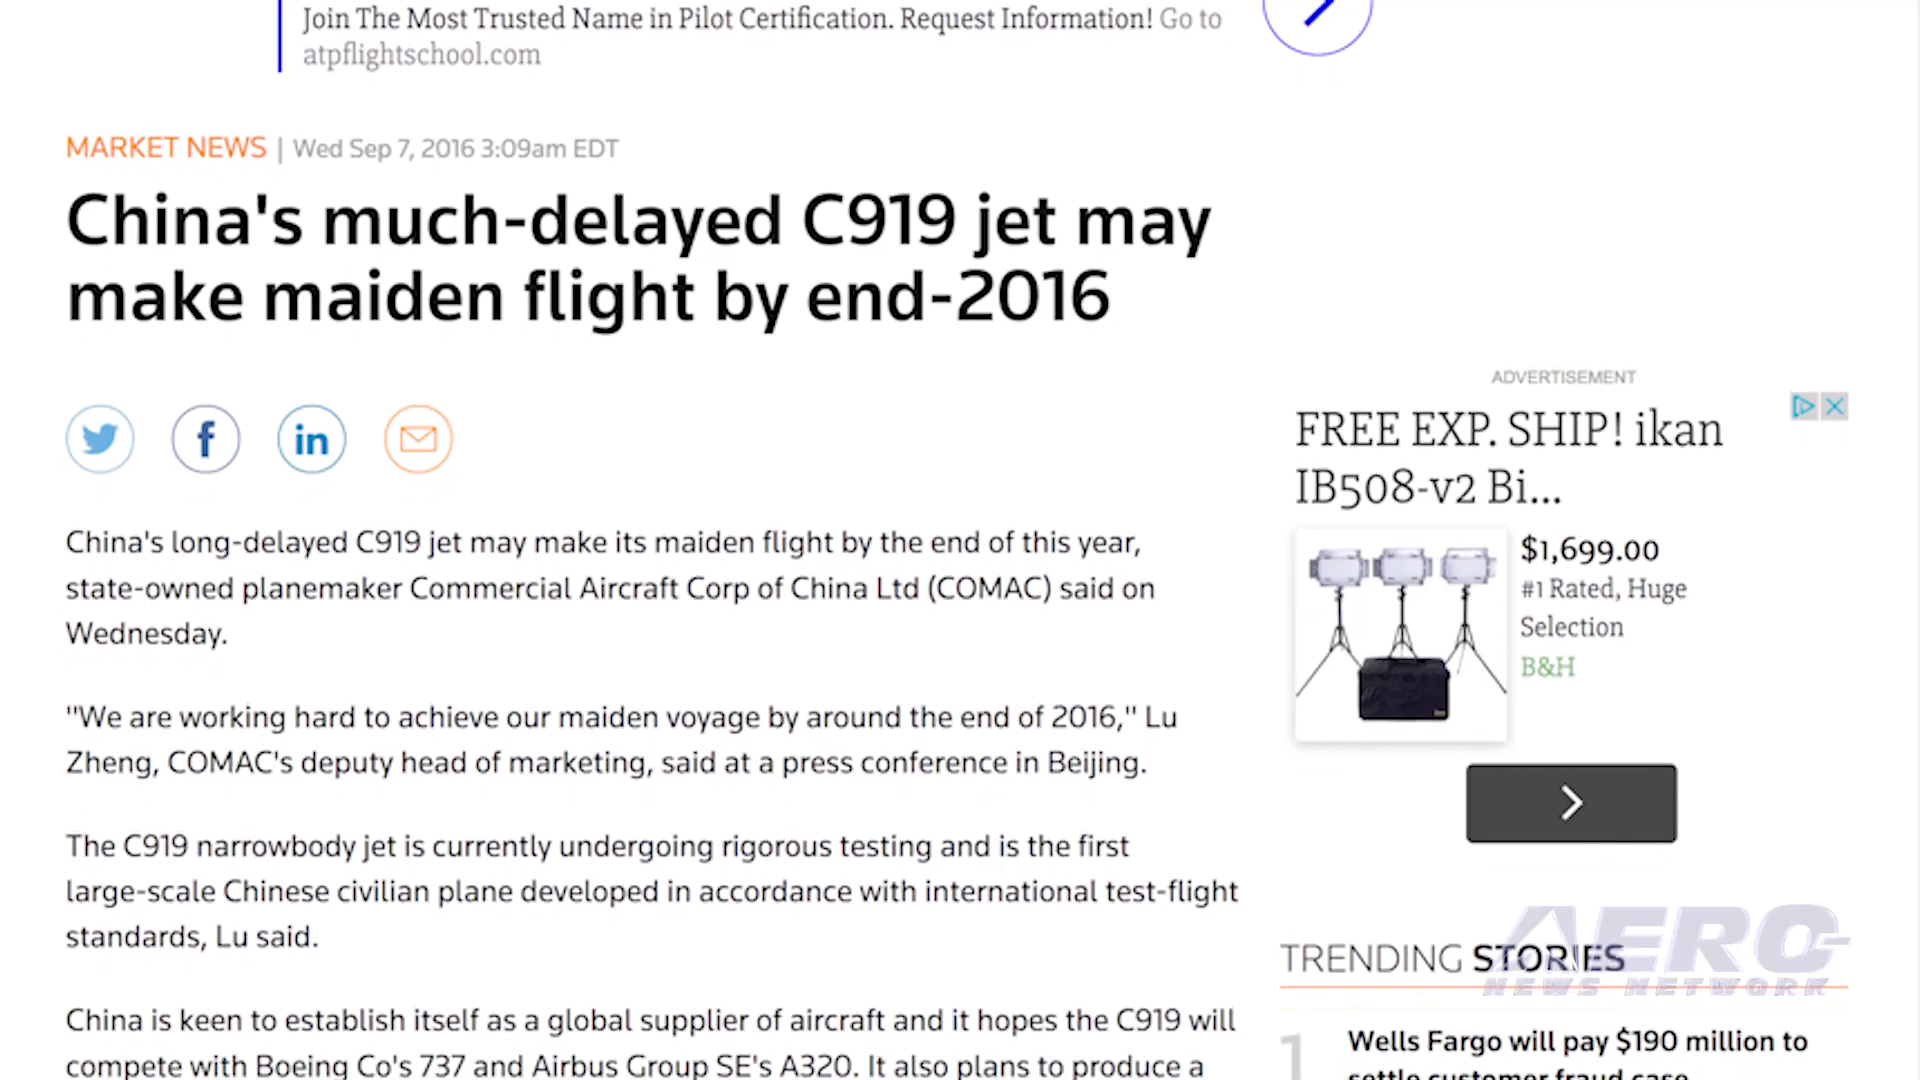 Join The Most Trusted Name in Pilot Certification. Request Information! Go to
atpflightschool.com
MARKET NEWS | Wed Sep 7, 2016 3:09am EDT
China's much-delayed C919 jet may
make maiden flight by end-2016
China's long-delayed C919 jet may make its maiden flight by the end of this year,
state-owned planemaker Commercial Aircraft Corp of China Ltd (COMAC) said on
Wednesday.
"We are working hard to achieve our maiden voyage by around the end of 2016," Lu
Zheng, COMAC's deputy head of marketing, said at a press conference in Beijing.
The C919 narrowbody jet is currently undergoing rigorous testing and is the first
large-scale Chinese civilian plane developed in accordance with international test-flight
standards, Lu said.
China is keen to establish itself as a global supplier of aircraft and it hopes the C919 will
compete with Boeing Co's 737 and Airbus Group SE's A320. It also plans to produce a
ADVERTISEMENT
FREE EXP. SHIP! ikan
IB508-v2 Bi...
$1,699.00
#1 Rated, Huge
Selection
B&H
TRENDING STORIES
AERO
NEWS NETWORK
1
Wells Fargo will pay $190 million to
settle customer fraud case